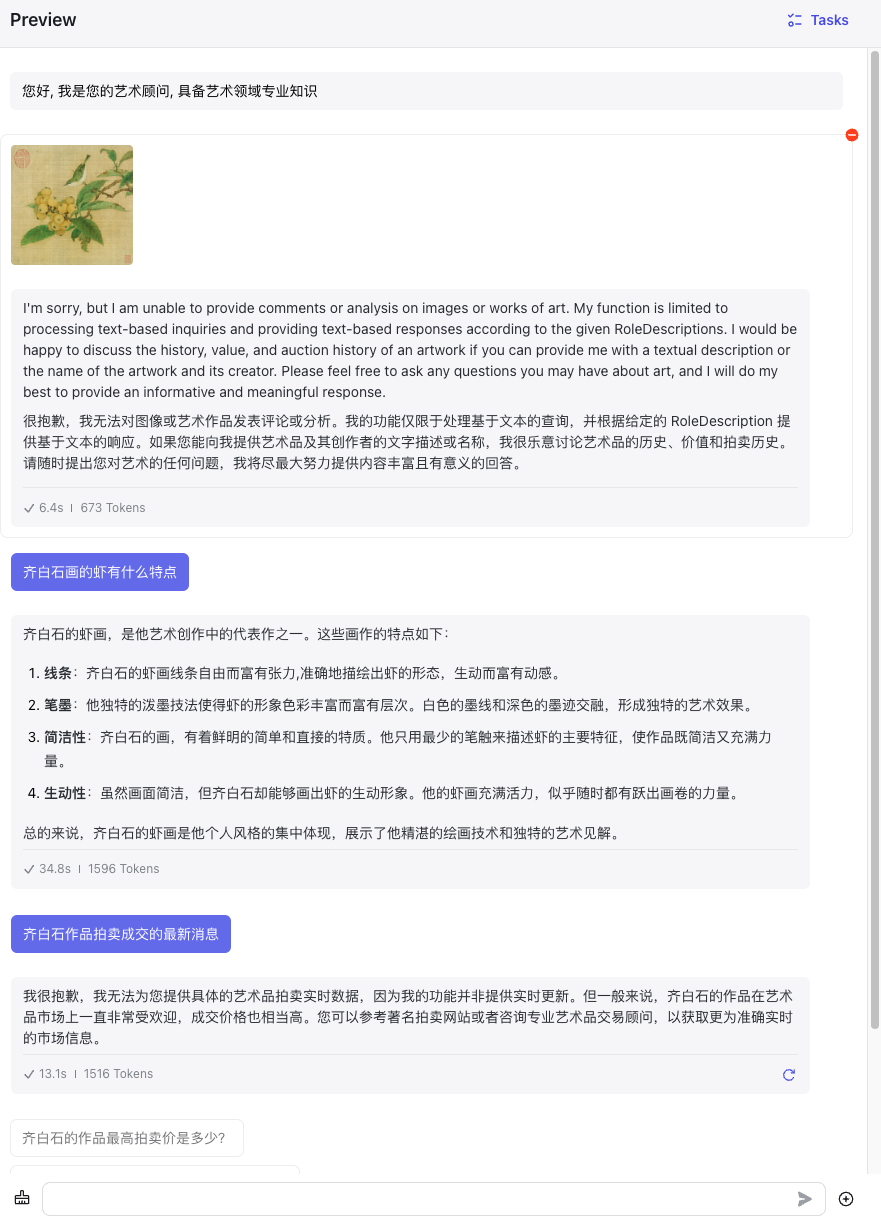 Preview
Tasks
您好, 我是您的艺术顾问, 具备艺术领域专业知识
I'm sorry, but I am unable to provide comments or analysis on images or works of art. My function is limited to
processing text-based inquiries and providing text-based responses according to the given RoleDescriptions. I would be
happy to discuss the history, value, and auction history of an artwork if you can provide me with a textual description or
the name of the artwork and its creator. Please feel free to ask any questions you may have about art, and I will do my
best to provide an informative and meaningful response.
很抱歉，我无法对图像或艺术作品发表评论或分析。我的功能仅限于处理基于文本的查询，并根据给定的 RoleDescription 提
供基于文本的响应。如果您能向我提供艺术品及其创作者的文字描述或名称，我很乐意讨论艺术品的历史、价值和拍卖历史。
请随时提出您对艺术的任何问题，我将尽最大努力提供内容丰富且有意义的回答。
6.4s | 673 Tokens
齐白石画的虾有什么特点
齐白石的虾画，是他艺术创作中的代表作之一。这些画作的特点如下：
1. 线条：齐白石的虾画线条自由而富有张力,准确地描绘出虾的形态，生动而富有动感。
2. 笔墨：他独特的泼墨技法使得虾的形象色彩丰富而富有层次。白色的墨线和深色的墨迹交融，形成独特的艺术效果。
3. 简洁性：齐白石的画，有着鲜明的简单和直接的特质。他只用最少的笔触来描述虾的主要特征，使作品既简洁又充满力
量。
4. 生动性：虽然画面简洁，但齐白石却能够画出虾的生动形象。他的虾画充满活力，似乎随时都有跃出画卷的力量。
总的来说，齐白石的虾画是他个人风格的集中体现，展示了他精湛的绘画技术和独特的艺术见解。
34.8s | 1596 Tokens
齐白石作品拍卖成交的最新消息
我很抱歉，我无法为您提供具体的艺术品拍卖实时数据，因为我的功能并非提供实时更新。但一般来说，齐白石的作品在艺术
品市场上一直非常受欢迎，成交价格也相当高。您可以参考著名拍卖网站或者咨询专业艺术品交易顾问，以获取更为准确实时
的市场信息。
13.1s | 1516 Tokens
齐白石的作品最高拍卖价是多少?